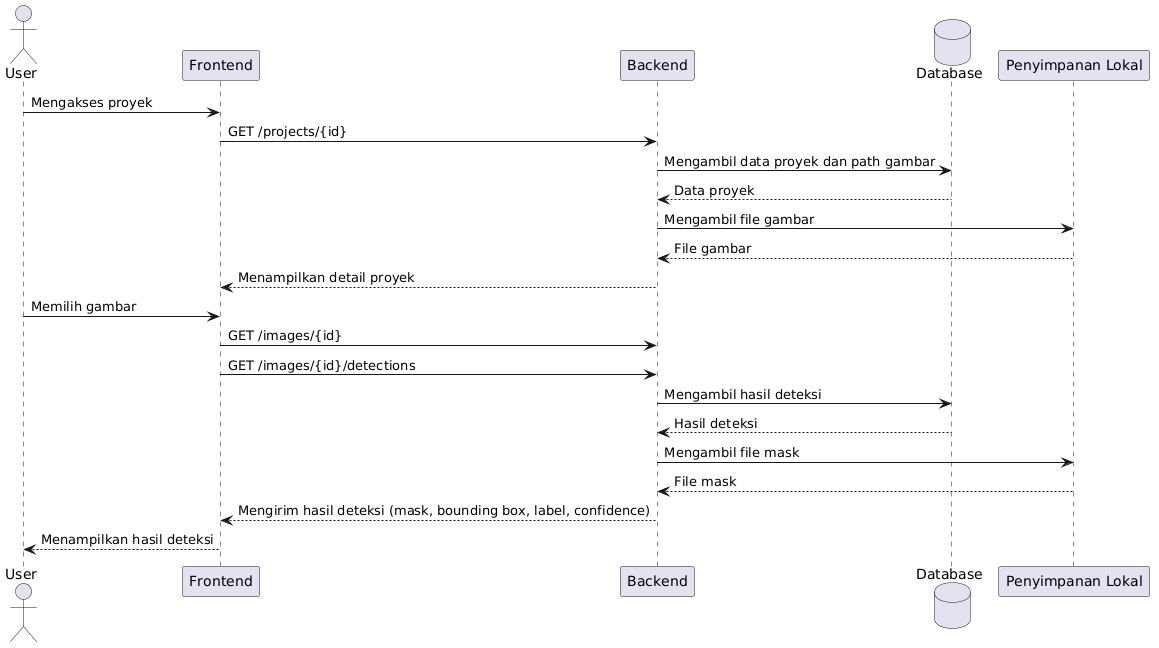 User
Frontend
Backend
Database
Penyimpanan Lokal
Mengakses proyek
GET /projects/{id}
Mengambil data proyek dan path gambar
Data proyek
Mengambil file gambar
File gambar
Menampilkan detail proyek
Memilih gambar
GET /images/{id}
GET /images/{id}/detections
Mengambil hasil deteksi
Hasil deteksi
Mengambil file mask
File mask
Mengirim hasil deteksi (mask, bounding box, label, confidence)
Menampilkan hasil deteksi
User
Frontend
Backend
Database
Penyimpanan Lokal